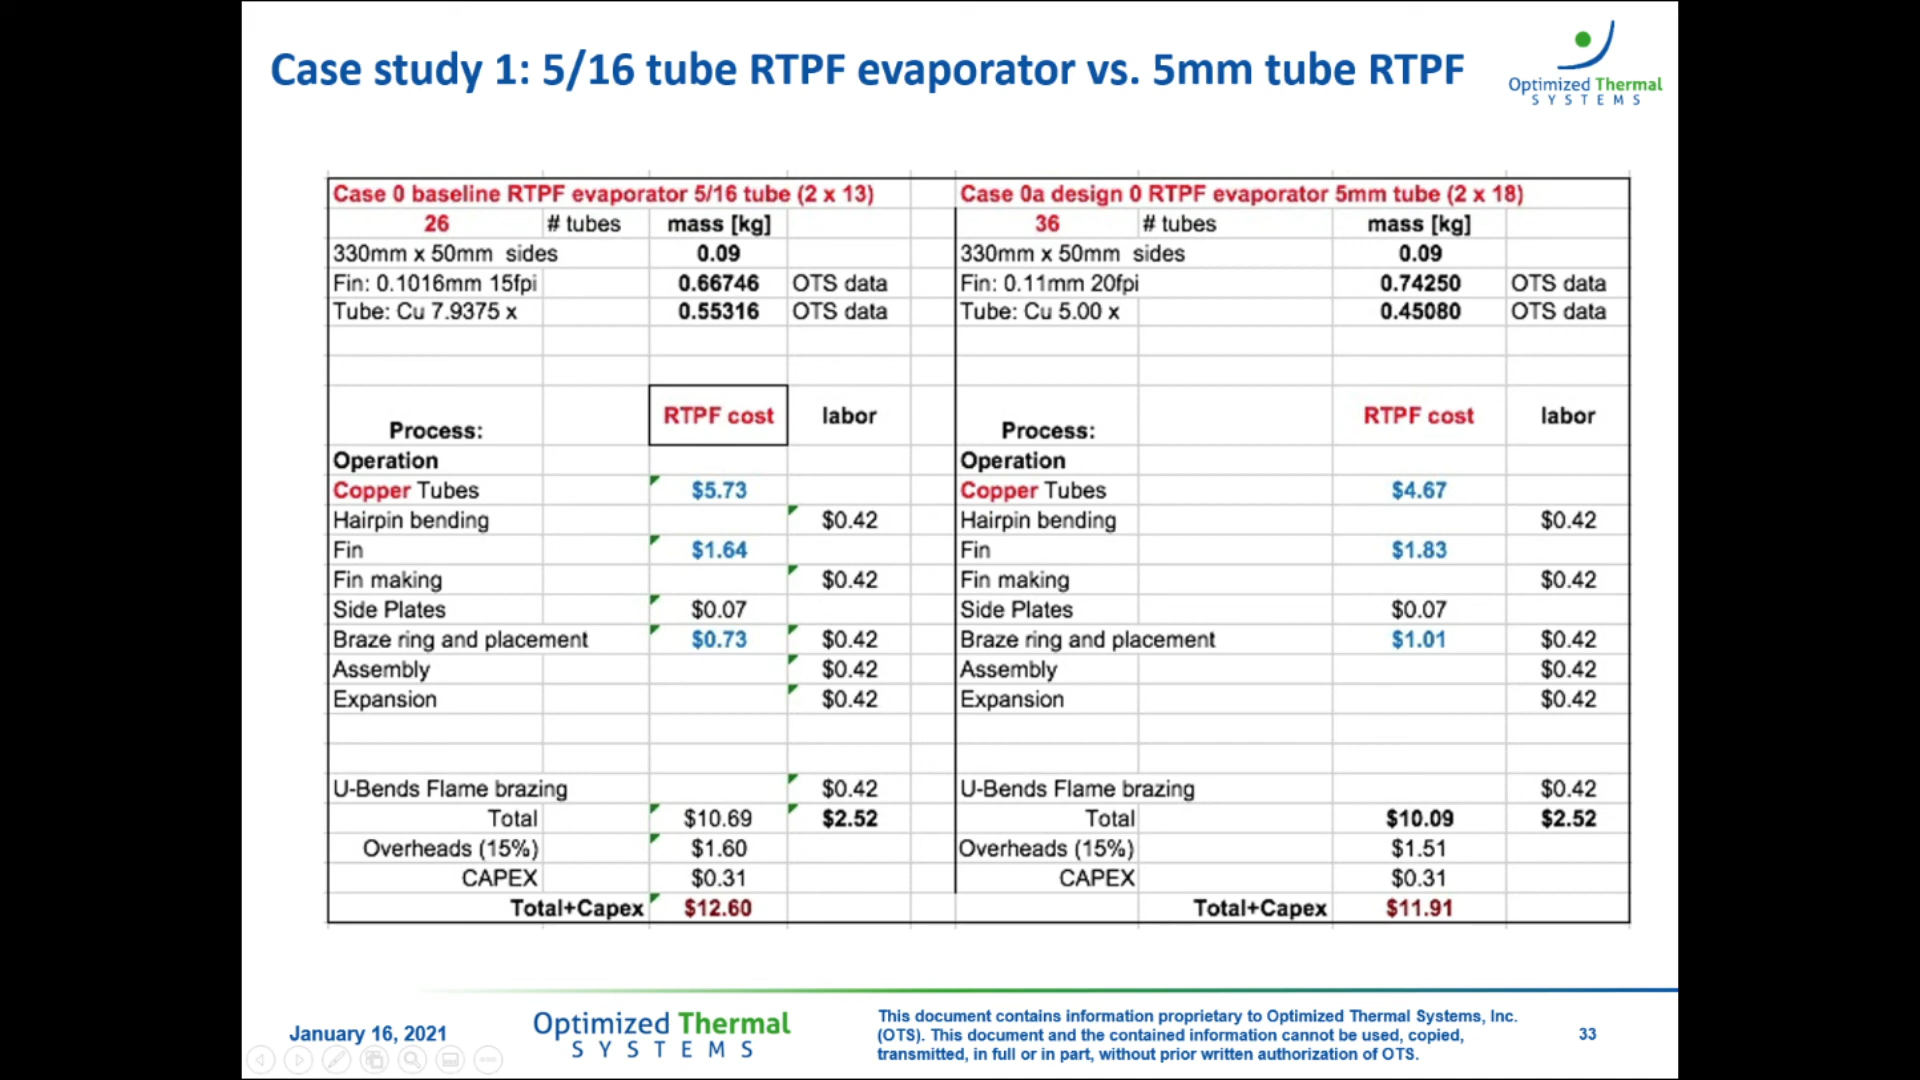 Case study 1: 5/16 tube RTPF evaporator vs. 5mm tube RTPF
Optimized Thermal
SYSTEMS
Case 0 baseline RTPF evaporator 5/16 tube (2 x 13)
26 # tubes mass [kg]
330mm x 50mm sides 0.09
Fin: 0.1016mm 15fpi 0.66746 OTS data
Tube: Cu 7.9375 x 0.55316 OTS data
Process: RTPF cost labor
Operation
Copper Tubes $5.73
Hairpin bending $0.42
Fin $1.64
Fin making $0.42
Side Plates $0.07
Braze ring and placement $0.73 $0.42
Assembly $0.42
Expansion $0.42
U-Bends Flame brazing $0.42
Total $10.69 $2.52
Overheads (15%) $1.60
CAPEX $0.31
Total+Capex $12.60
Case 0a design 0 RTPF evaporator 5mm tube (2 x 18)
36 # tubes mass [kg]
330mm x 50mm sides 0.09
Fin: 0.11mm 20fpi 0.74250 OTS data
Tube: Cu 5.00 x 0.45080 OTS data
Process: RTPF cost labor
Operation
Copper Tubes $4.67
Hairpin bending $0.42
Fin $1.83
Fin making $0.42
Side Plates $0.07
Braze ring and placement $1.01 $0.42
Assembly $0.42
Expansion $0.42
U-Bends Flame brazing $0.42
Total $10.09 $2.52
Overheads (15%) $1.51
CAPEX $0.31
Total+Capex $11.91
January 16, 2021
Optimized Thermal
SYSTEMS
This document contains information proprietary to Optimized Thermal Systems, Inc.
(OTS). This document and the contained information cannot be used, copied,
transmitted, in full or in part, without prior written authorization of OTS.
33